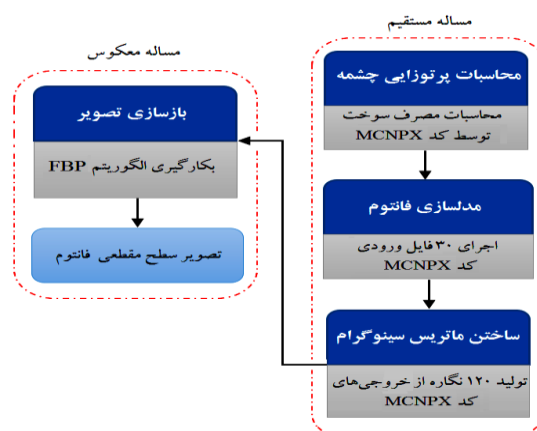 مساله مستقیم
محاسبات پرتوزایی چشمه
محاسبات مصرف سوخت
توسط کد MCNPX
مدلسازی فانتوم
اجرای ۳۰ فایل ورودی
کد MCNPX
ساختن ماتریس سینوگرام
تولید ۱۲۰ نگاره از خروجی‌های
کد MCNPX
مساله معکوس
بازسازی تصویر
بکارگیری الگوریتم FBP
تصویر سطح مقطعی فانتوم